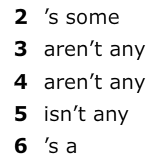 2 ’s some
3 aren’t any
4 aren’t any
5 isn’t any
6 ’s a